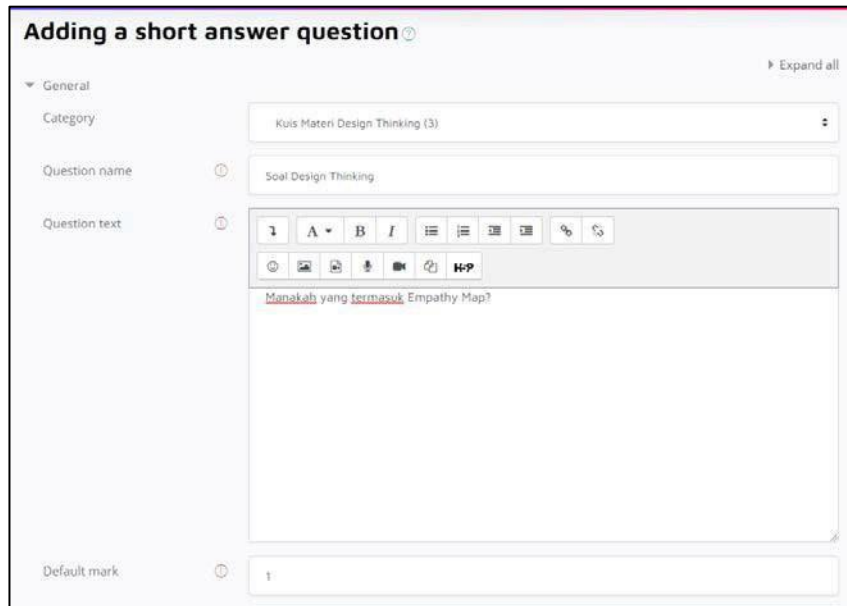 Adding a short answer question
Expand all
General
Category
Kuis Materi Design Thinking (3)
Question name
Soal Design Thinking
Question text
A B I
H-P
Manakah yang termasuk Empathy Map?
Default mark
1